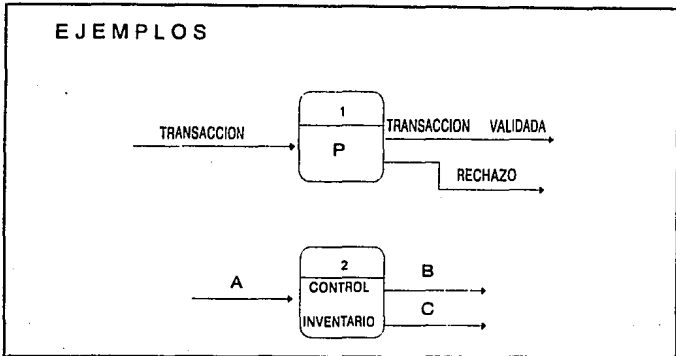 EJEMPLOS
1
TRANSACCION
P
TRANSACCION VALIDADA
RECHAZO
2
A
CONTROL
INVENTARIO
B
C